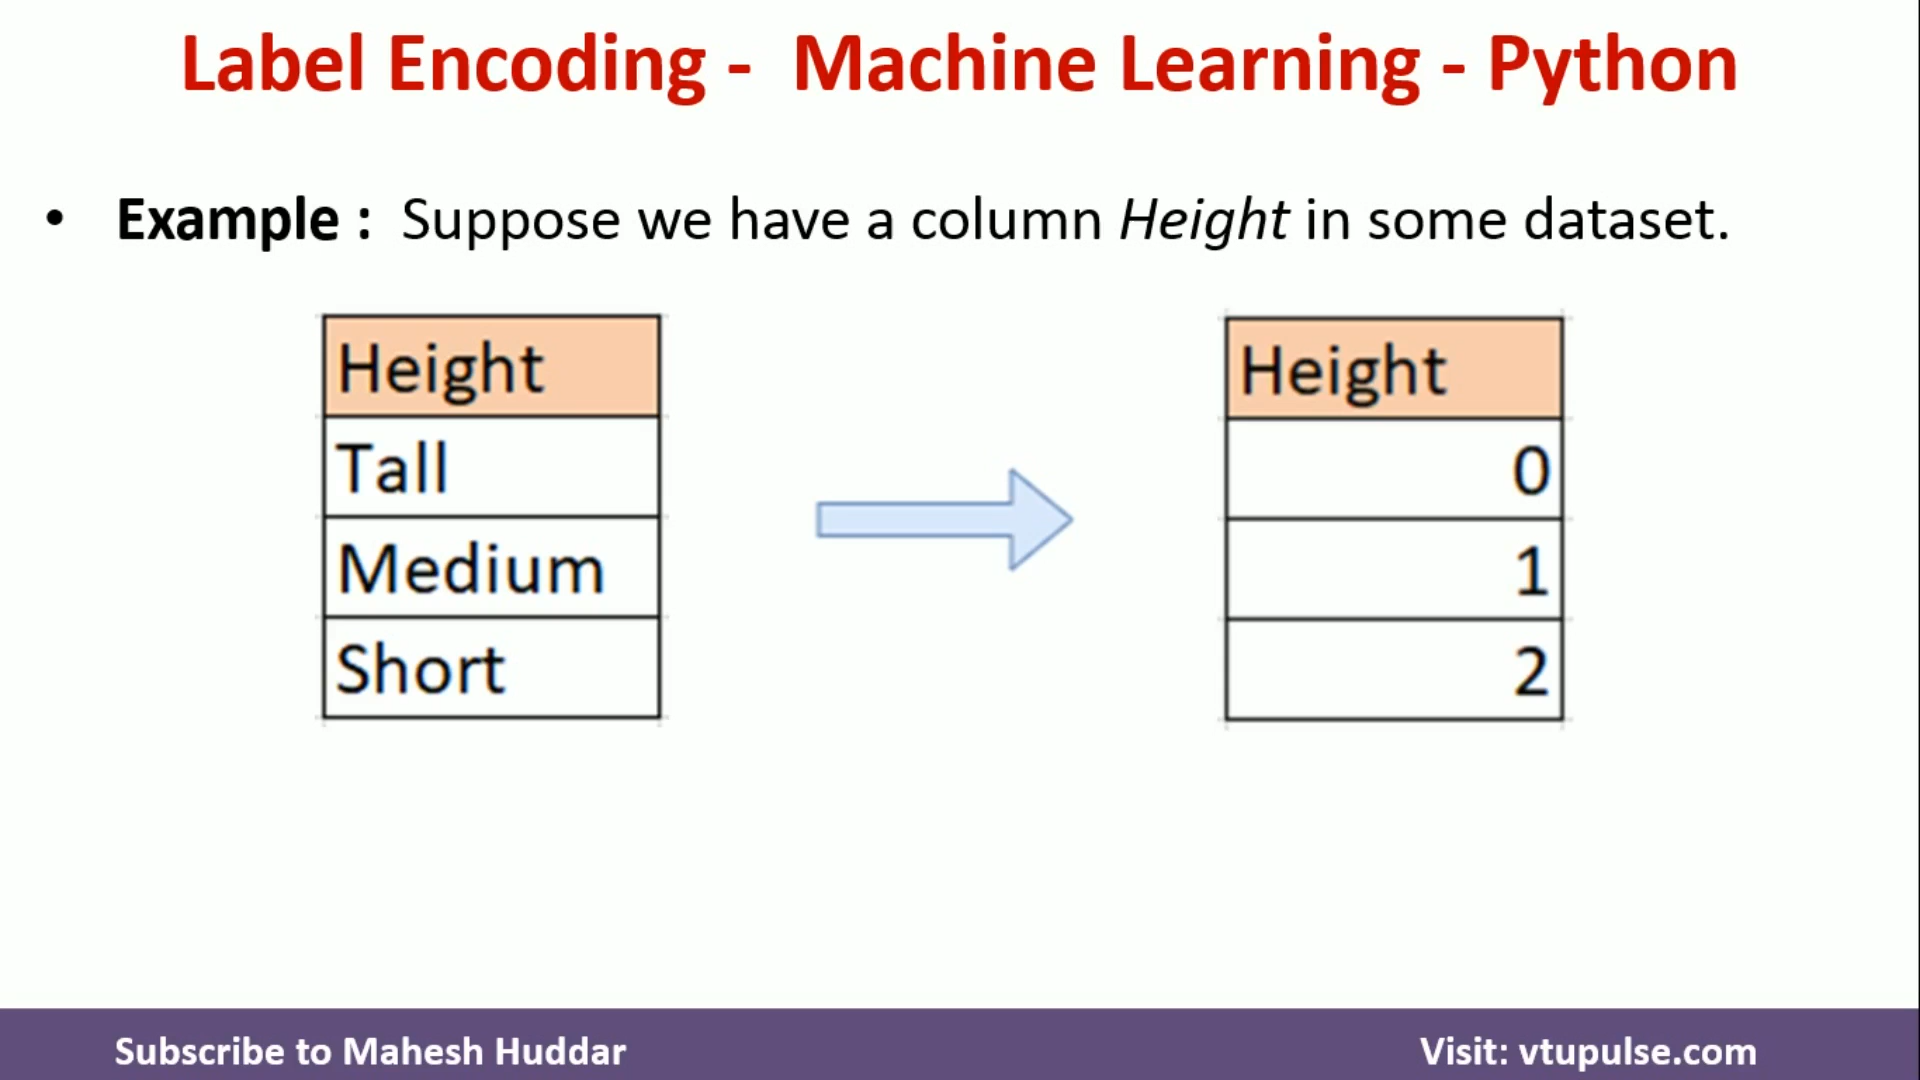 Label Encoding - Machine Learning - Python
• Example : Suppose we have a column Height in some dataset.
Height
Tall
Medium
Short
Height
0
1
2
Subscribe to Mahesh Huddar
Visit: vtupulse.com